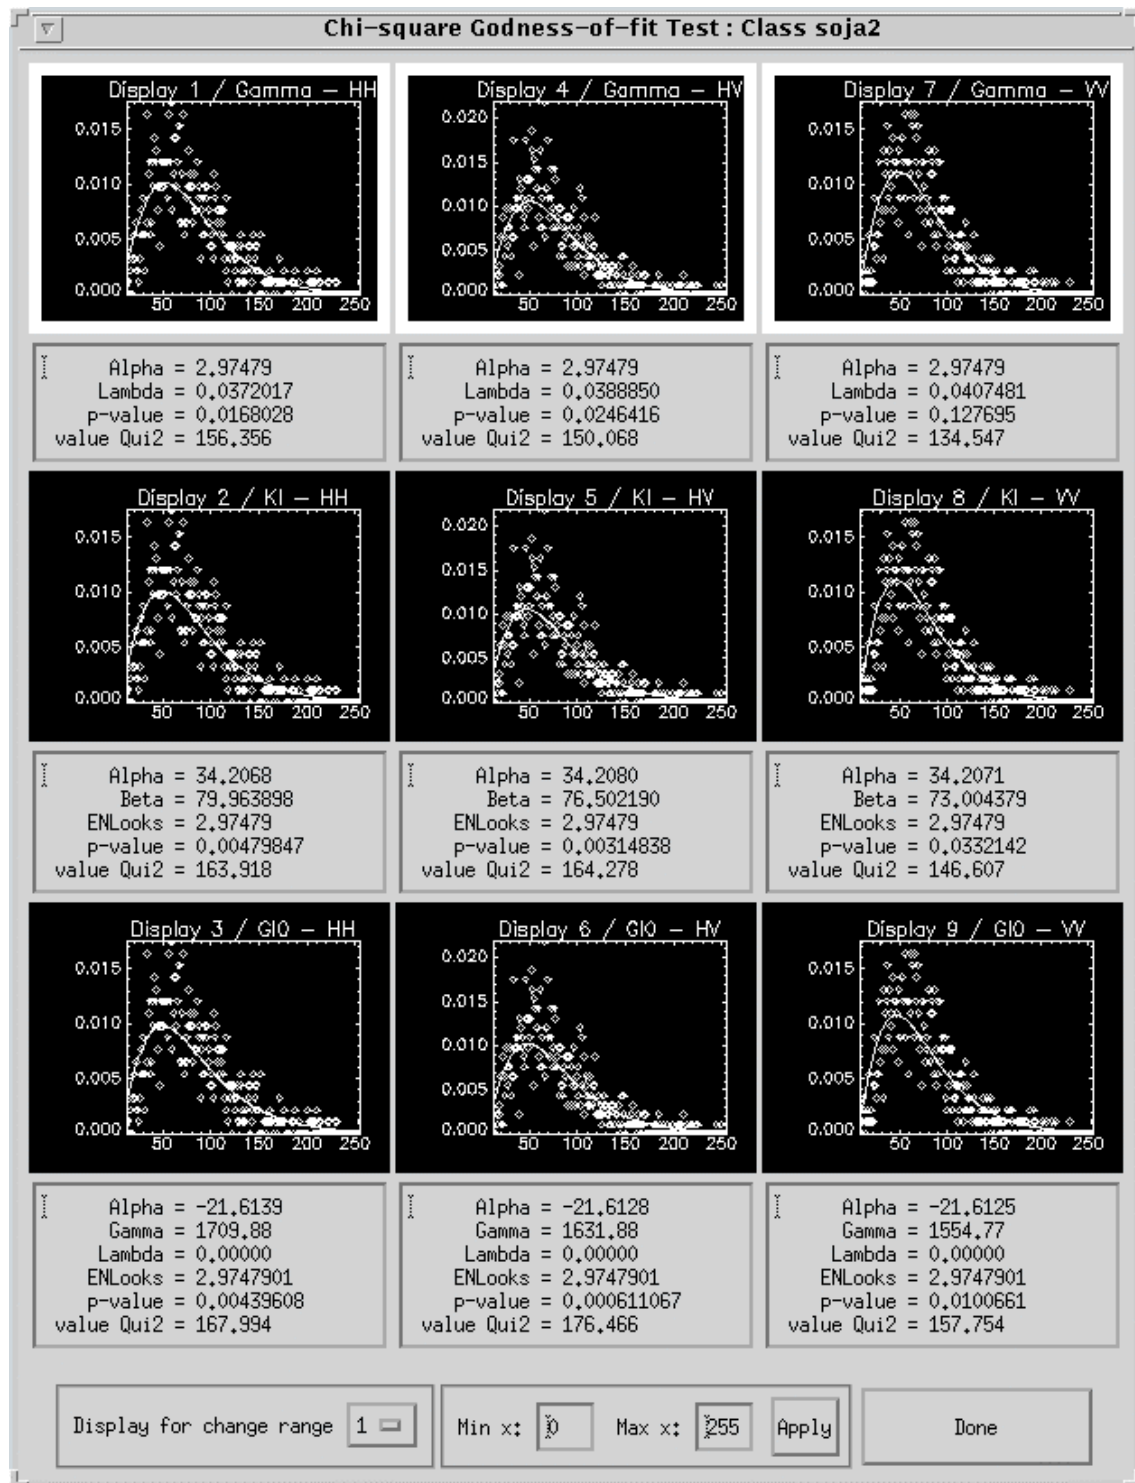 Chi-square Godness-of-fit Test : Class soja2
Display 1 / Gamma - HH
0.015
0.010
0.005
0.000
50 100 150 200 250
Display 4 / Gamma - HV
0.020
0.015
0.010
0.005
0.000
50 100 150 200 250
Display 7 / Gamma - VV
0.015
0.010
0.005
0.000
50 100 150 200 250
Alpha = 2.97479
Lambda = 0.0372017
p-value = 0.0168028
value Qui2 = 156.356
Alpha = 2.97479
Lambda = 0.0388850
p-value = 0.0246416
value Qui2 = 150.068
Alpha = 2.97479
Lambda = 0.0407481
p-value = 0.127695
value Qui2 = 134.547
Display 2 / KI - HH
0.015
0.010
0.005
0.000
50 100 150 200 250
Display 5 / KI - HV
0.020
0.015
0.010
0.005
0.000
50 100 150 200 250
Display 8 / KI - VV
0.015
0.010
0.005
0.000
50 100 150 200 250
Alpha = 34.2068
Beta = 79.963898
ENLooks = 2.97479
p-value = 0.00479847
value Qui2 = 163.918
Alpha = 34.2080
Beta = 76.502190
ENLooks = 2.97479
p-value = 0.00314838
value Qui2 = 164.278
Alpha = 34.2071
Beta = 73.004379
ENLooks = 2.97479
p-value = 0.0332142
value Qui2 = 146.607
Display 3 / GI0 - HH
0.015
0.010
0.005
0.000
50 100 150 200 250
Display 6 / GI0 - HV
0.020
0.015
0.010
0.005
0.000
50 100 150 200 250
Display 9 / GI0 - VV
0.015
0.010
0.005
0.000
50 100 150 200 250
Alpha = -21.6139
Gamma = 1709.88
Lambda = 0.00000
ENLooks = 2.9747901
p-value = 0.00439608
value Qui2 = 167.994
Alpha = -21.6128
Gamma = 1631.88
Lambda = 0.00000
ENLooks = 2.9747901
p-value = 0.000611067
value Qui2 = 176.466
Alpha = -21.6125
Gamma = 1554.77
Lambda = 0.00000
ENLooks = 2.9747901
p-value = 0.0100661
value Qui2 = 157.754
Display for change range 1 Min x: 0 Max x: 255 Apply Done